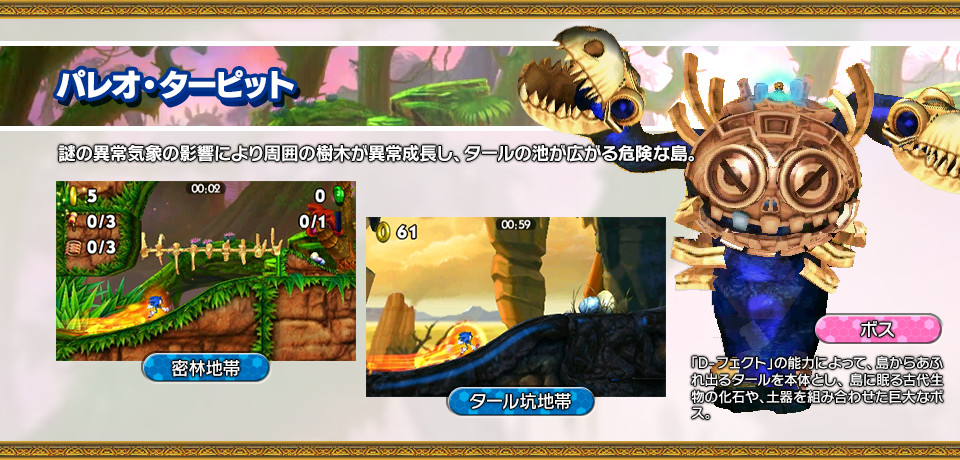 パレオ・ターピット
謎の異常気象の影響により周囲の樹木が異常成長し、タールの池が広がる危険な島。
5
00:02
0
0/3
0/1
0/3
密林地帯
61
00:59
タール坑地帯
ボス
「D-フェクト」の能力によって、島からあふ
れ出るタールを本体とし、島に眠る古代生
物の化石や、土器を組み合わせた巨大なボ
ス。